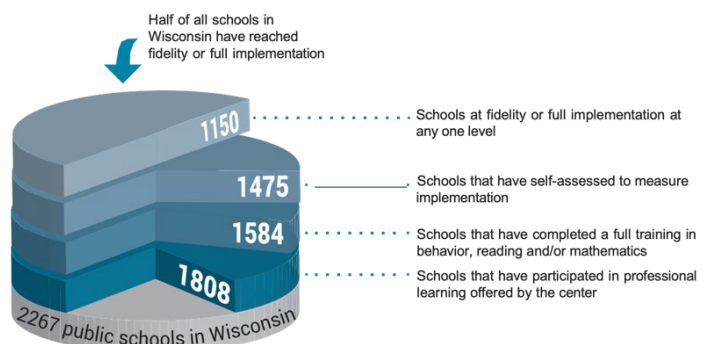 Half of all schools in
Wisconsin have reached
fidelity or full implementation
1150
Schools at fidelity or full implementation at
any one level
1475
Schools that have self-assessed to measure
implementation
1584
Schools that have completed a full training in
behavior, reading and/or mathematics
1808
Schools that have participated in professional
learning offered by the center
2267 public schools in Wisconsin